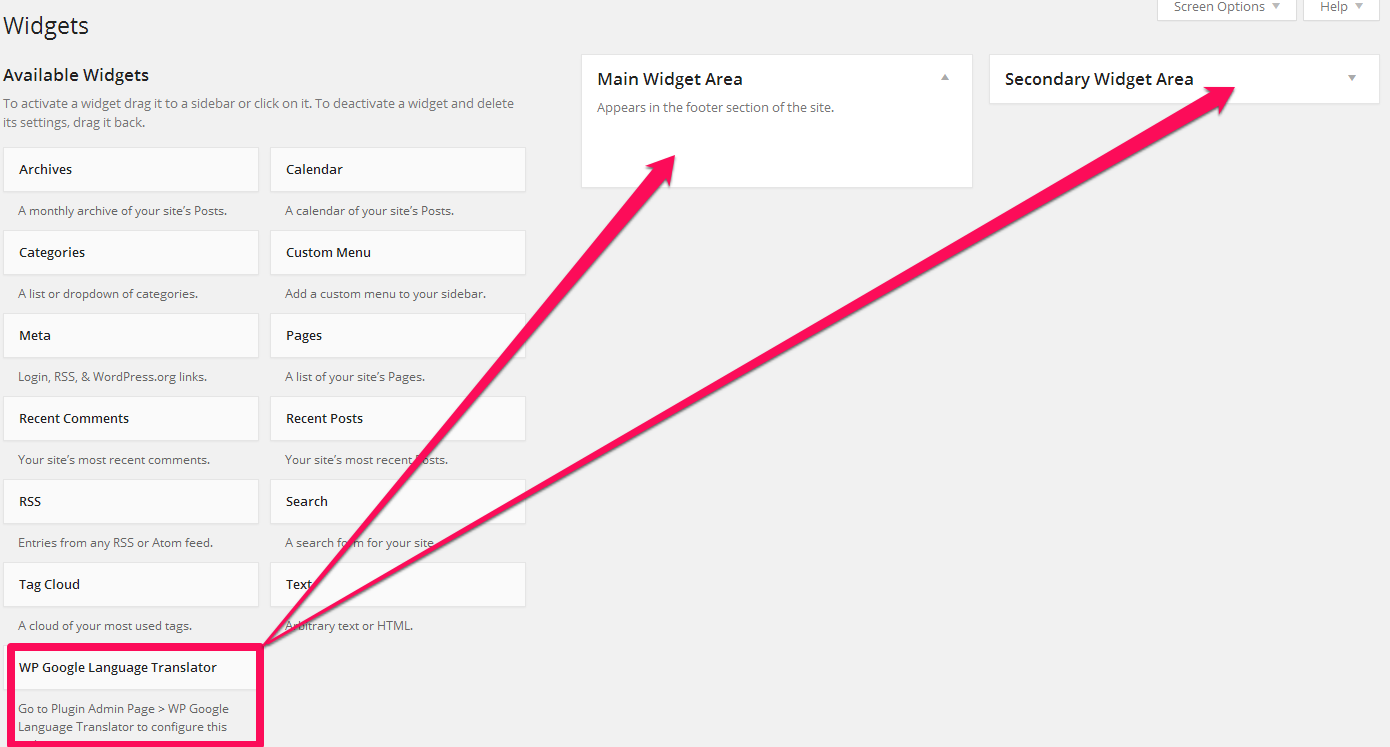 Screen Options
Help
Widgets
Available Widgets
To activate a widget drag it to a sidebar or click on it. To deactivate a widget and delete
its settings, drag it back.
Main Widget Area
Appears in the footer section of the site.
Secondary Widget Area
Archives
A monthly archive of your site's Posts.
Calendar
A calendar of your site's Posts.
Categories
A list or dropdown of categories.
Custom Menu
Add a custom menu to your sidebar.
Meta
Login, RSS, & WordPress.org links.
Pages
A list of your site's Pages.
Recent Comments
Your site's most recent comments.
Recent Posts
Your site's most recent Posts.
RSS
Entries from any RSS or Atom feed.
Search
A search form for your site.
Tag Cloud
A cloud of your most used tags.
Text
Arbitrary text or HTML.
WP Google Language Translator
Go to Plugin Admin Page > WP Google
Language Translator to configure this